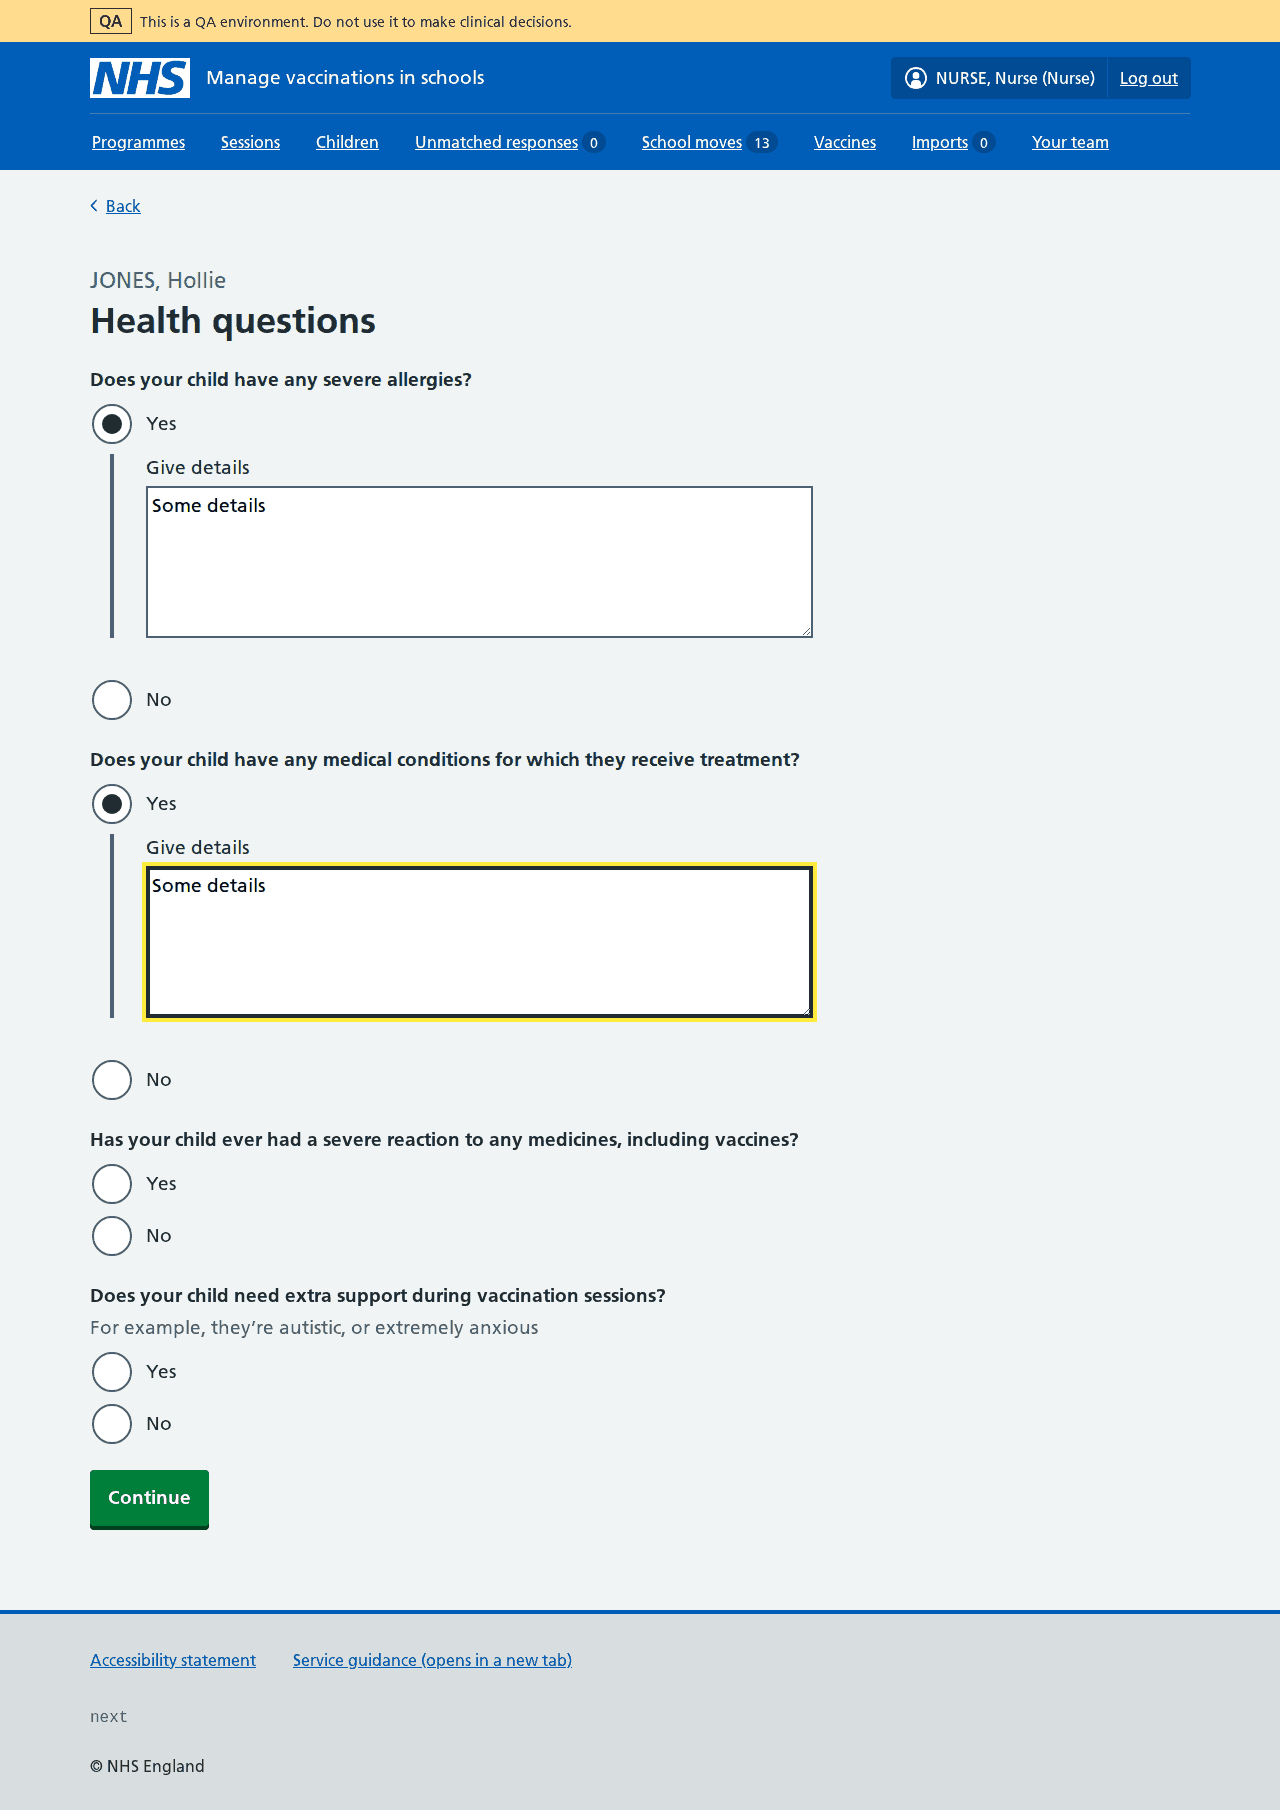 QA This is a QA environment. Do not use it to make clinical decisions.
NHS Manage vaccinations in schools NURSE, Nurse (Nurse) Log out
Programmes Sessions Children Unmatched responses 0 School moves 13 Vaccines Imports 0 Your team
Back
JONES, Hollie
Health questions
Does your child have any severe allergies?
Yes
Give details
Some details
No
Does your child have any medical conditions for which they receive treatment?
Yes
Give details
Some details
No
Has your child ever had a severe reaction to any medicines, including vaccines?
Yes
No
Does your child need extra support during vaccination sessions?
For example, they’re autistic, or extremely anxious
Yes
No
Continue
Accessibility statement Service guidance (opens in a new tab)
next
© NHS England